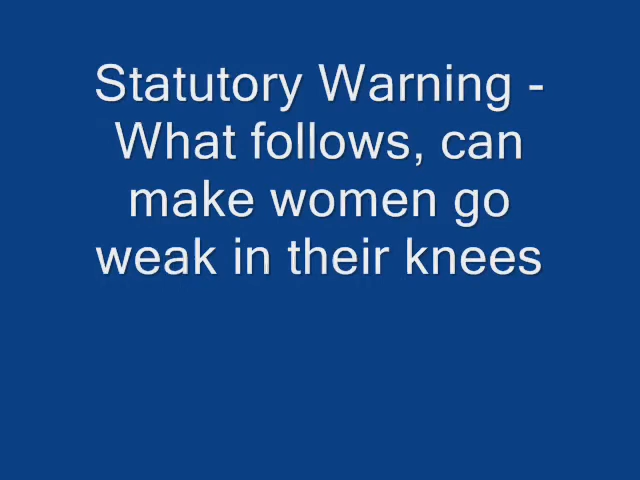 Statutory Warning -
What follows, can
make women go
weak in their knees